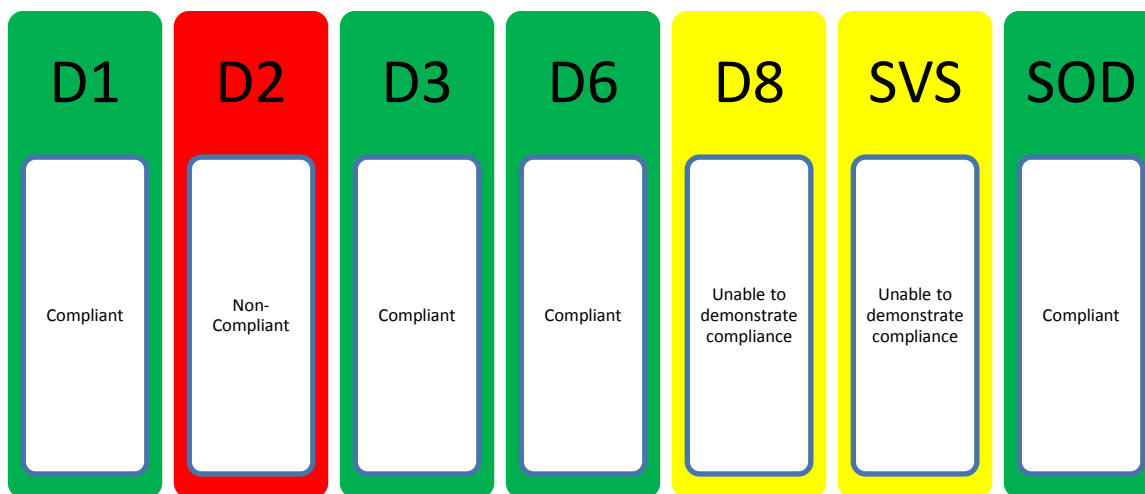 D1
D2
D3
D6
D8
SVS
SOD
Compliant
Non-
Compliant
Compliant
Compliant
Unable to
demonstrate
compliance
Unable to
demonstrate
compliance
Compliant